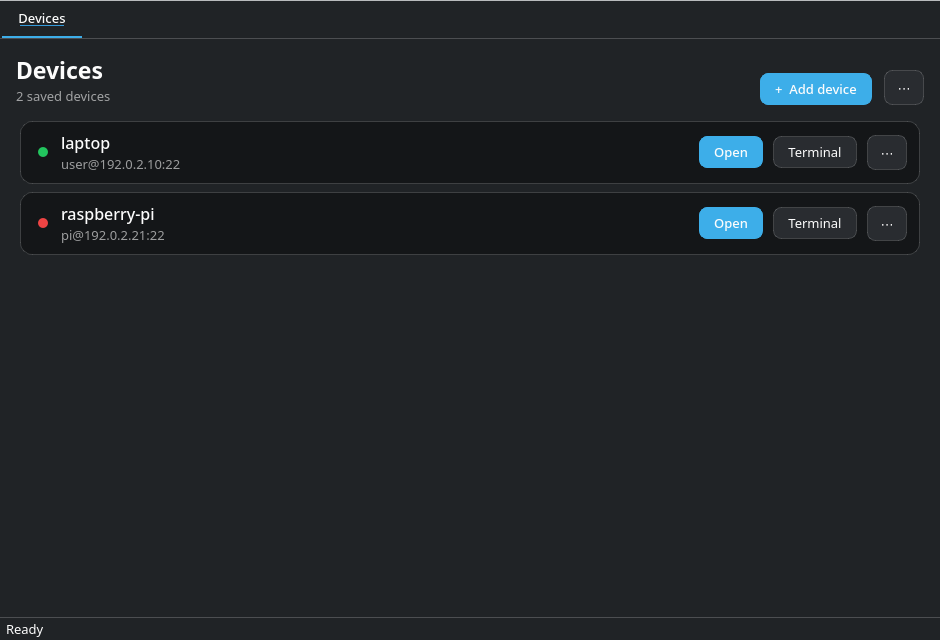 Devices
Devices
2 saved devices
+ Add device
...
laptop
user@192.0.2.10:22
Open
Terminal
...
raspberry-pi
pi@192.0.2.21:22
Open
Terminal
...
Ready